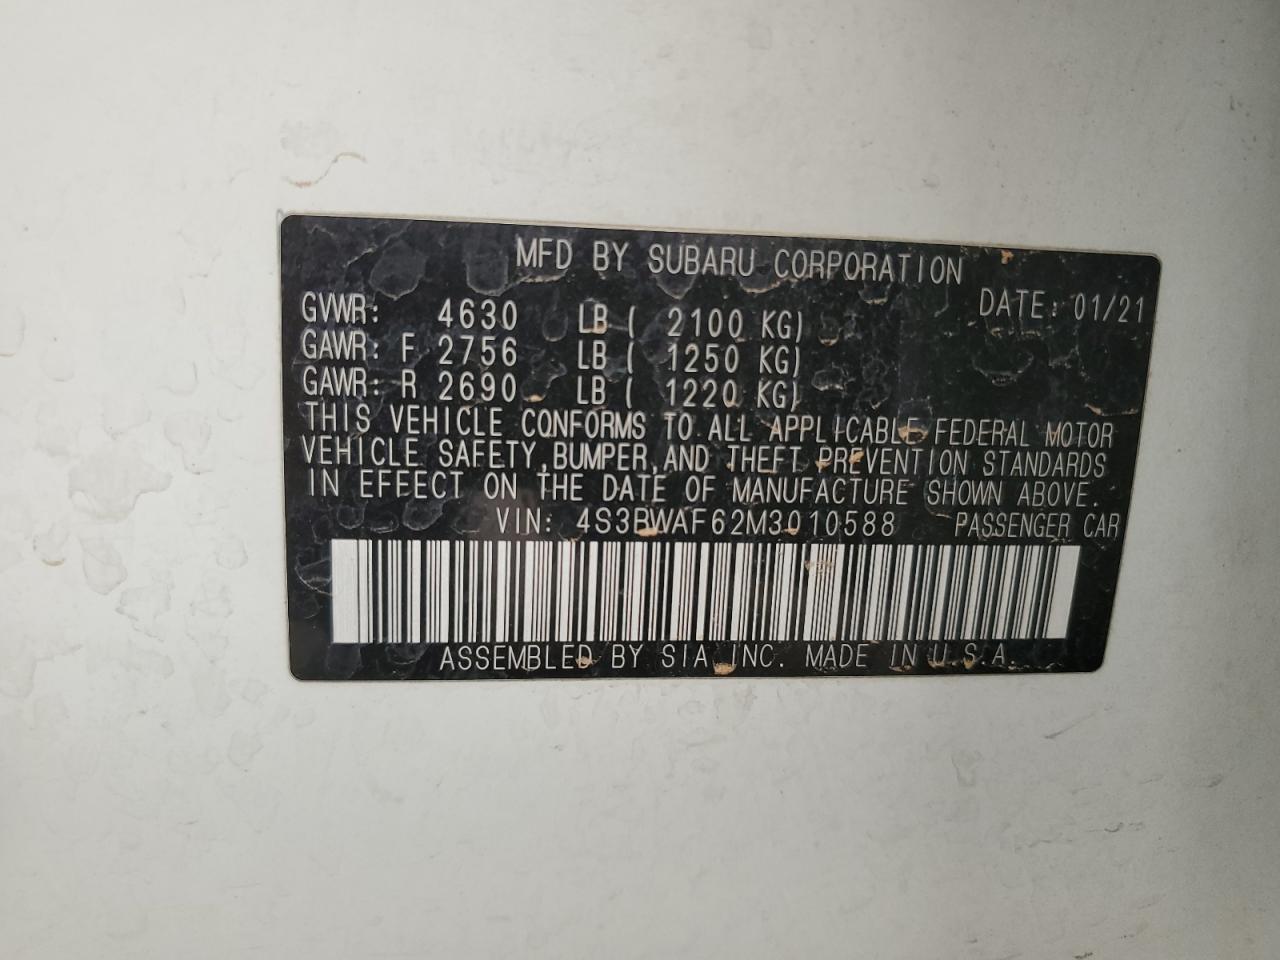 MFD BY SUBARU CORPORATION
DATE: 01/21
GVWR: 4630 LB ( 2100 KG)
GAWR: F 2756 LB ( 1250 KG)
GAWR: R 2690 LB ( 1220 KG)
THIS VEHICLE CONFORMS TO ALL APPLICABLE FEDERAL MOTOR
VEHICLE SAFETY, BUMPER, AND THEFT PREVENTION STANDARDS
IN EFFECT ON THE DATE OF MANUFACTURE SHOWN ABOVE.
VIN: 4S3BWAF62M3010588 PASSENGER CAR
ASSEMBLED BY SIA INC. MADE IN U.S.A.